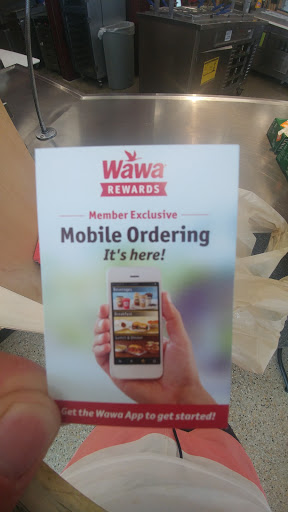 Wawa
REWARDS
Member Exclusive
Mobile Ordering
It's here!
Beverages
Breakfast
Get the Wawa App to get started!